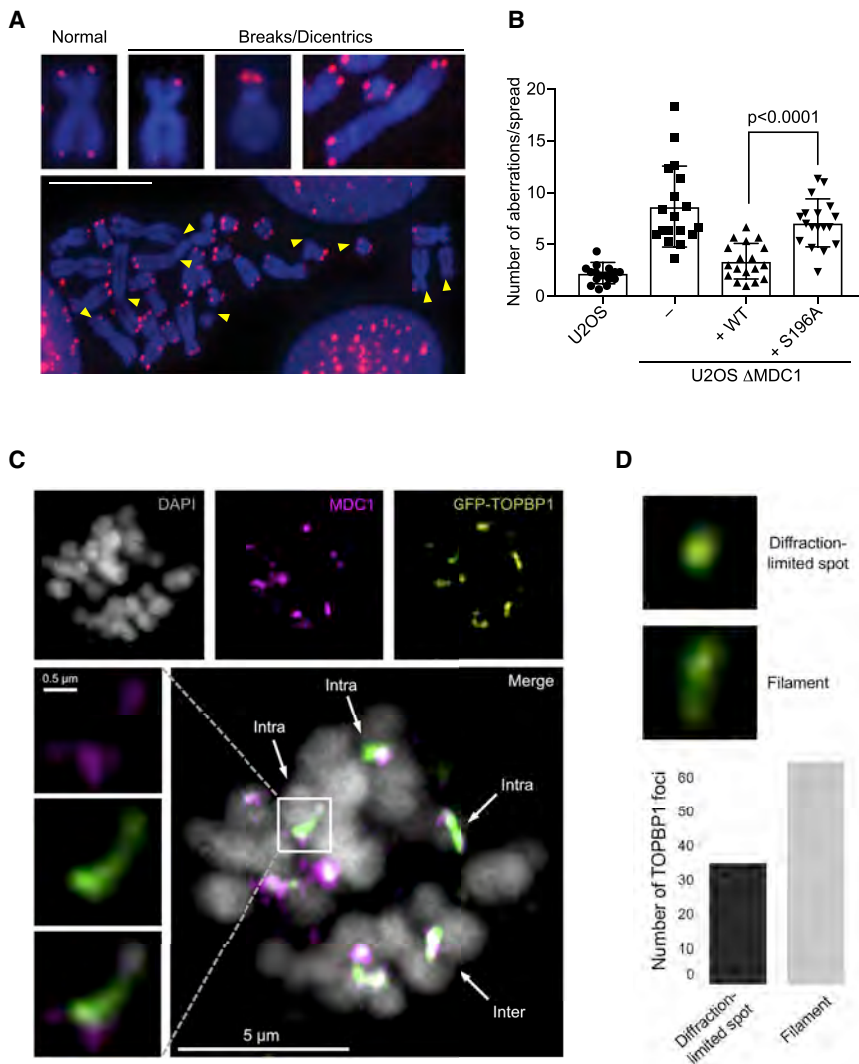 A
Normal
Breaks/Dicentrics
B
Number of aberrations/spread
20
15
10
5
0
p<0.0001
U2OS
–
+ WT
+ S196A
U2OS ΔMDC1
C
DAPI
MDC1
GFP-TOPBP1
0.5 µm
Merge
Intra
Intra
Intra
Inter
5 µm
D
Diffraction-
limited spot
Filament
Number of TOPBP1 foci
60
50
40
30
20
10
0
Diffraction-
limited spot
Filament